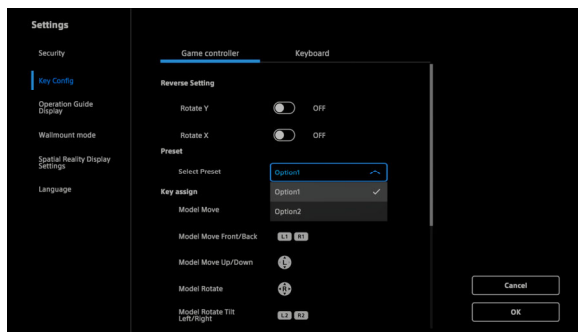 Settings
Security
Key Config
Operation Guide
Display
Wallmount mode
Spatial Reality Display
Settings
Language
Game controller
Keyboard
Reverse Setting
Rotate Y
OFF
Rotate X
OFF
Preset
Select Preset
Option1
Option1
Option2
Key assign
Model Move
Model Move Front/Back
L1 R1
Model Move Up/Down
L
Model Rotate
R
Model Rotate Tilt
Left/Right
L2 R2
Cancel
OK